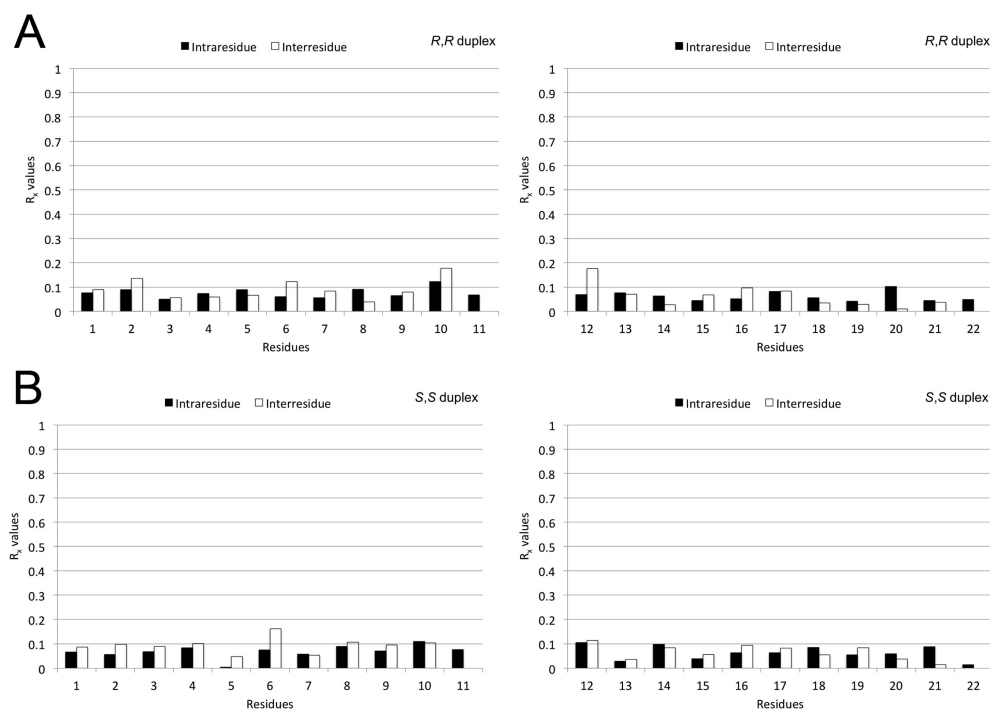 A
Intraresidue Interresidue R,R duplex
1
0.9
0.8
0.7
0.6
0.5
0.4
0.3
0.2
0.1
0
Rx values
1 2 3 4 5 6 7 8 9 10 11
Residues
Intraresidue Interresidue R,R duplex
1
0.9
0.8
0.7
0.6
0.5
0.4
0.3
0.2
0.1
0
Rx values
12 13 14 15 16 17 18 19 20 21 22
Residues
B
Intraresidue Interresidue S,S duplex
1
0.9
0.8
0.7
0.6
0.5
0.4
0.3
0.2
0.1
0
Rx values
1 2 3 4 5 6 7 8 9 10 11
Residues
Intraresidue Interresidue S,S duplex
1
0.9
0.8
0.7
0.6
0.5
0.4
0.3
0.2
0.1
0
Rx values
12 13 14 15 16 17 18 19 20 21 22
Residues